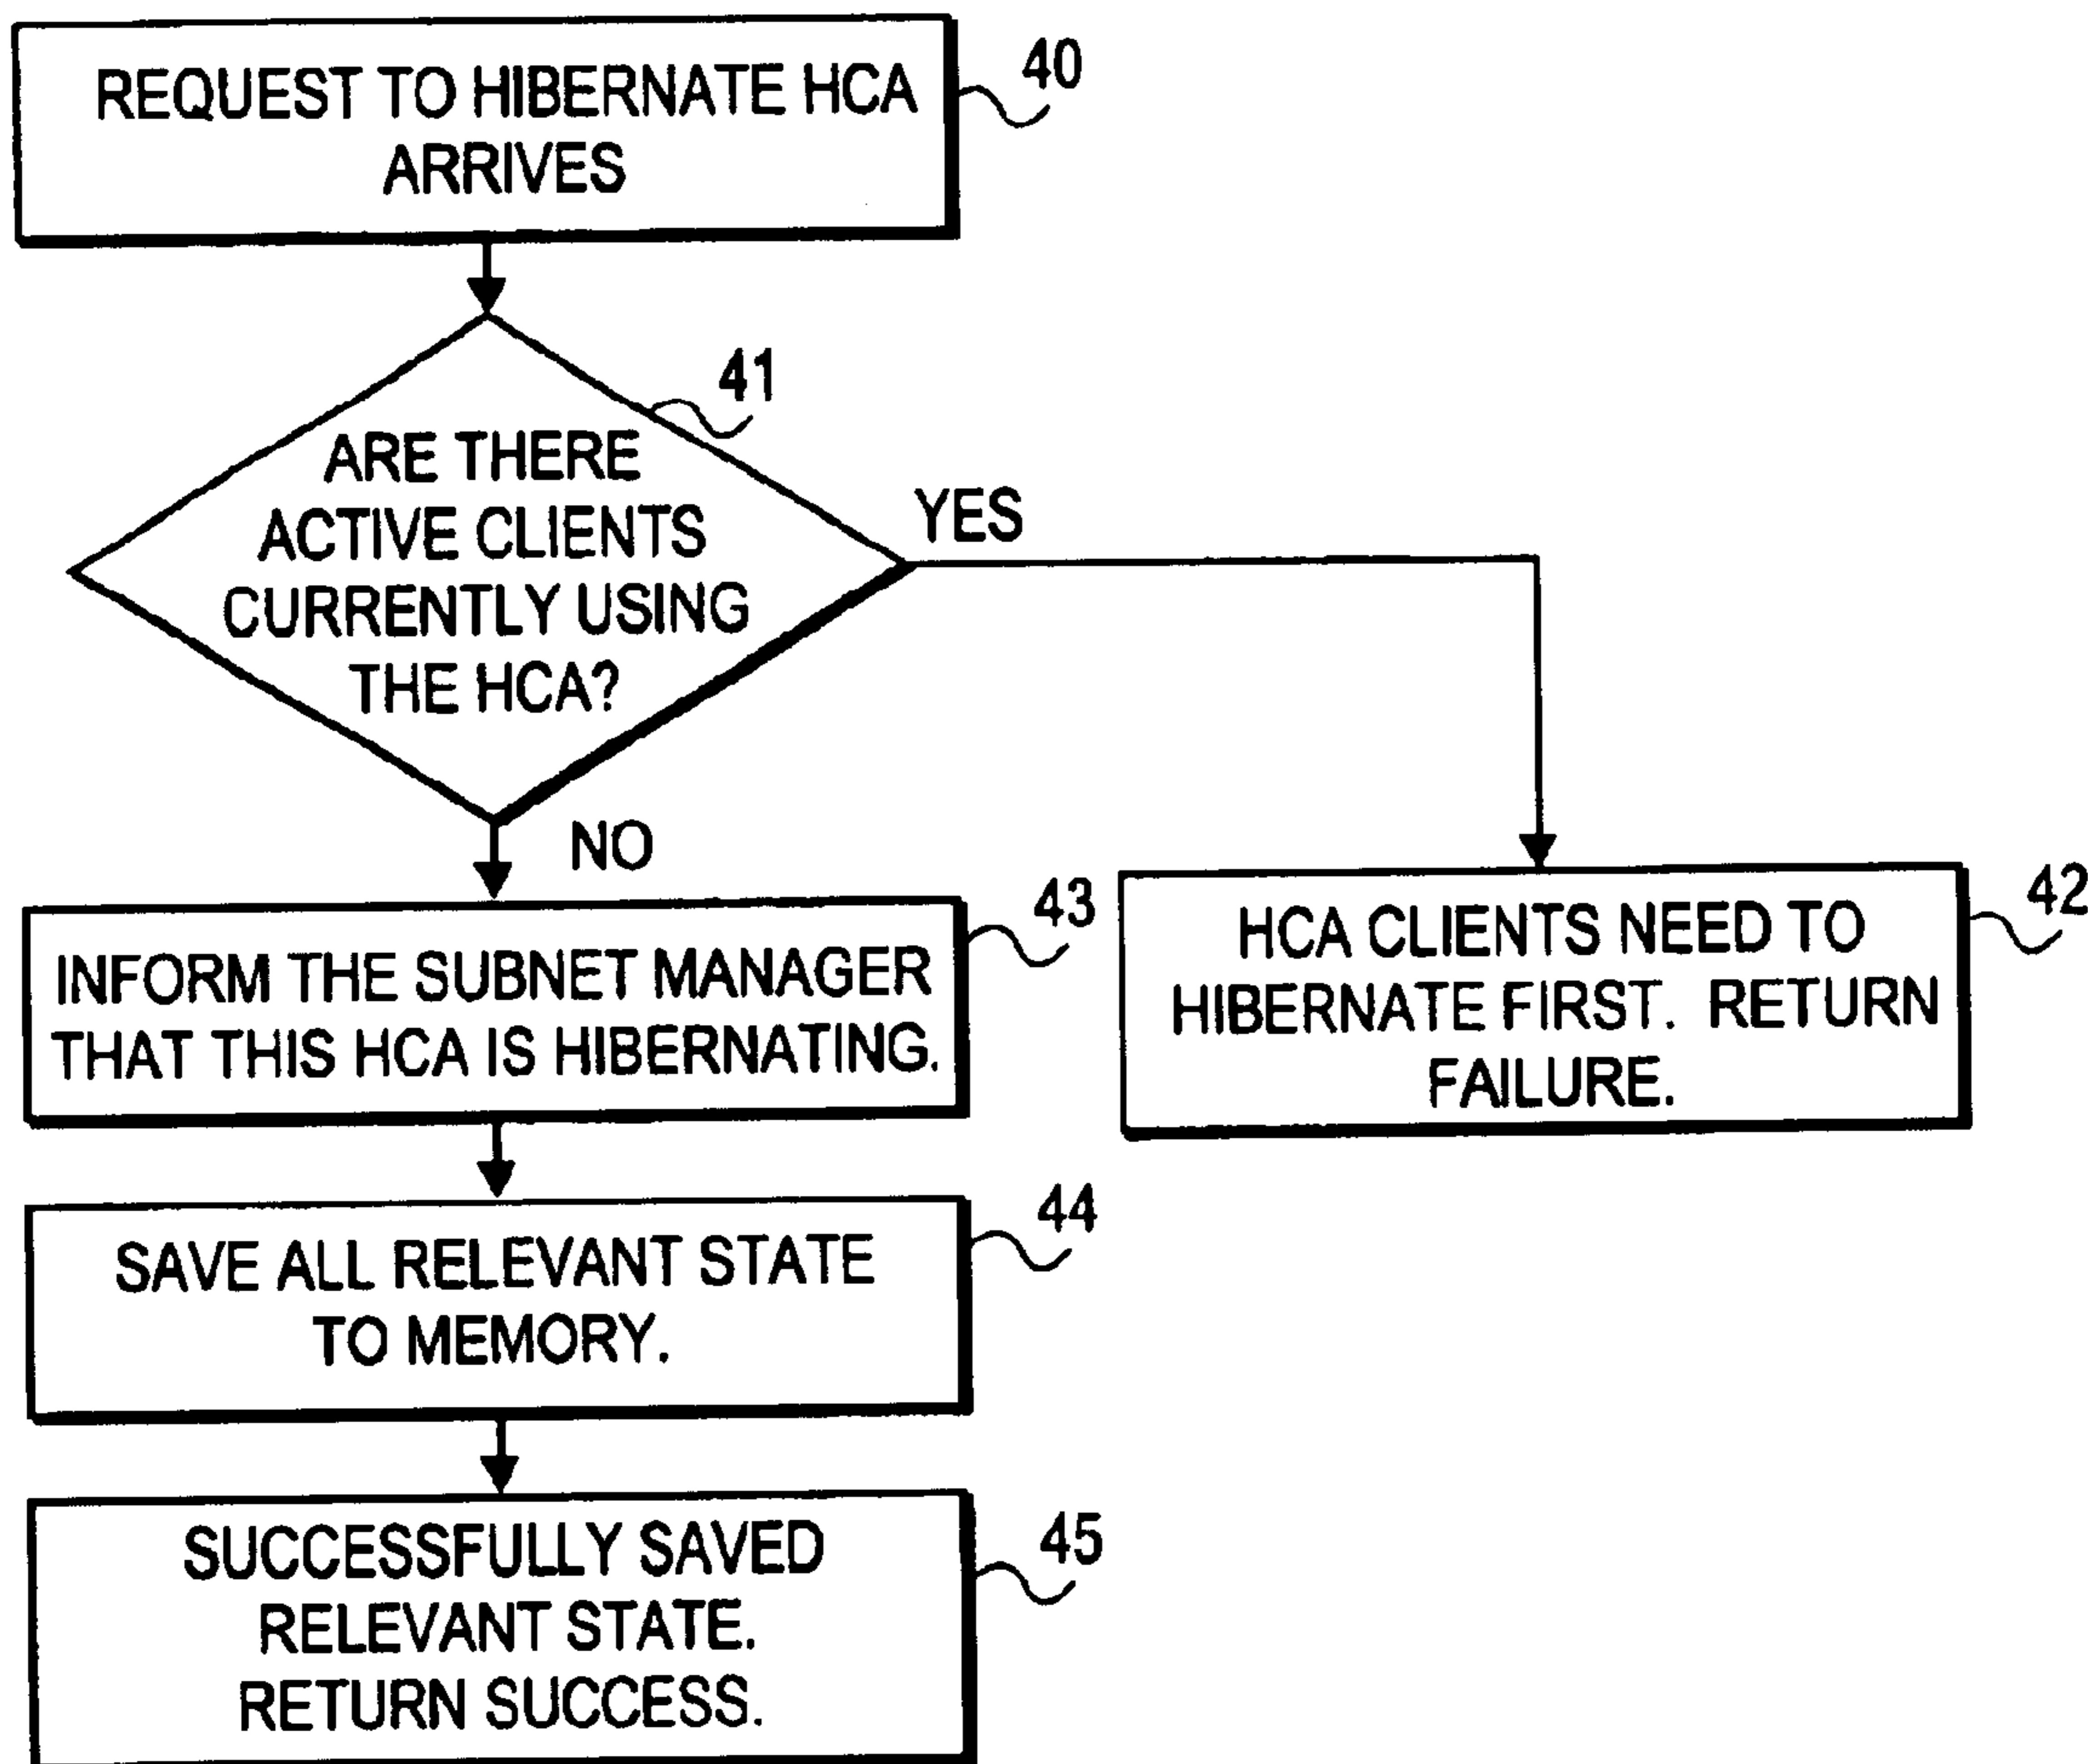 REQUEST TO HIBERNATE HCA
ARRIVES
40
41
ARE THERE
ACTIVE CLIENTS
CURRENTLY USING
THE HCA?
YES
NO
43
INFORM THE SUBNET MANAGER
THAT THIS HCA IS HIBERNATING.
42
HCA CLIENTS NEED TO
HIBERNATE FIRST. RETURN
FAILURE.
44
SAVE ALL RELEVANT STATE
TO MEMORY.
45
SUCCESSFULLY SAVED
RELEVANT STATE.
RETURN SUCCESS.